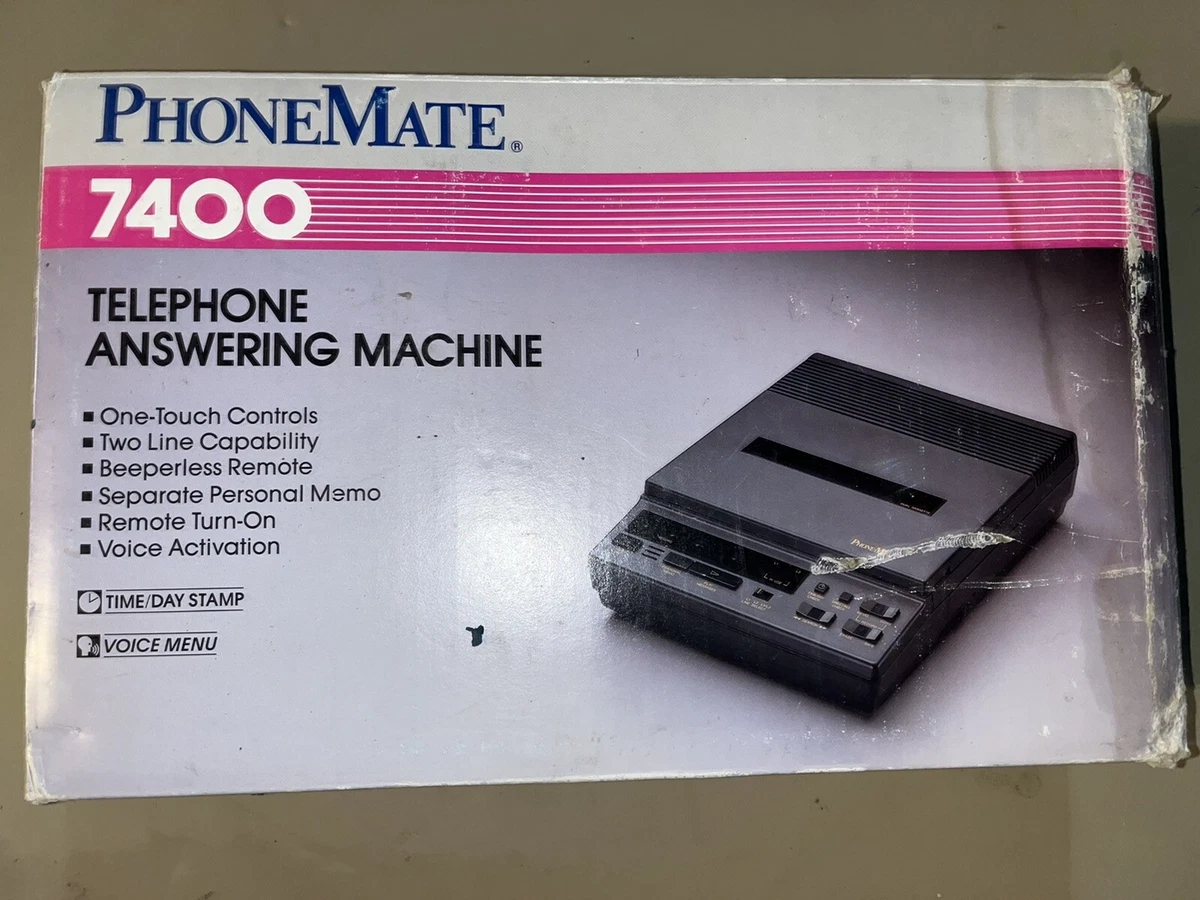 PHONEMATE®
7400
TELEPHONE
ANSWERING MACHINE
■ One-Touch Controls
■ Two Line Capability
■ Beeperless Remote
■ Separate Personal Memo
■ Remote Turn-On
■ Voice Activation
TIME/DAY STAMP
VOICE MENU